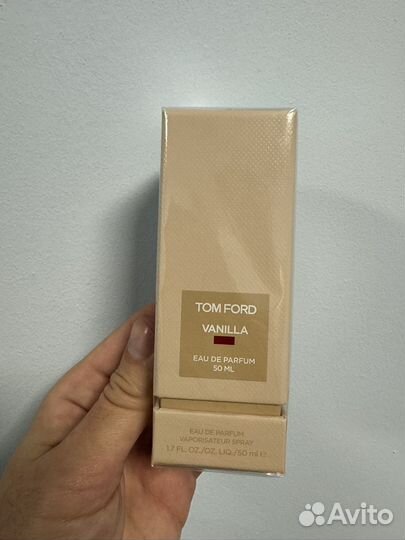 TOM FORD
VANILLA
EAU DE PARFUM
50 ML
EAU DE PARFUM
VAPORISATEUR SPRAY
1.7 FL. OZ./OZ. LIQ./50 ml e
Avito